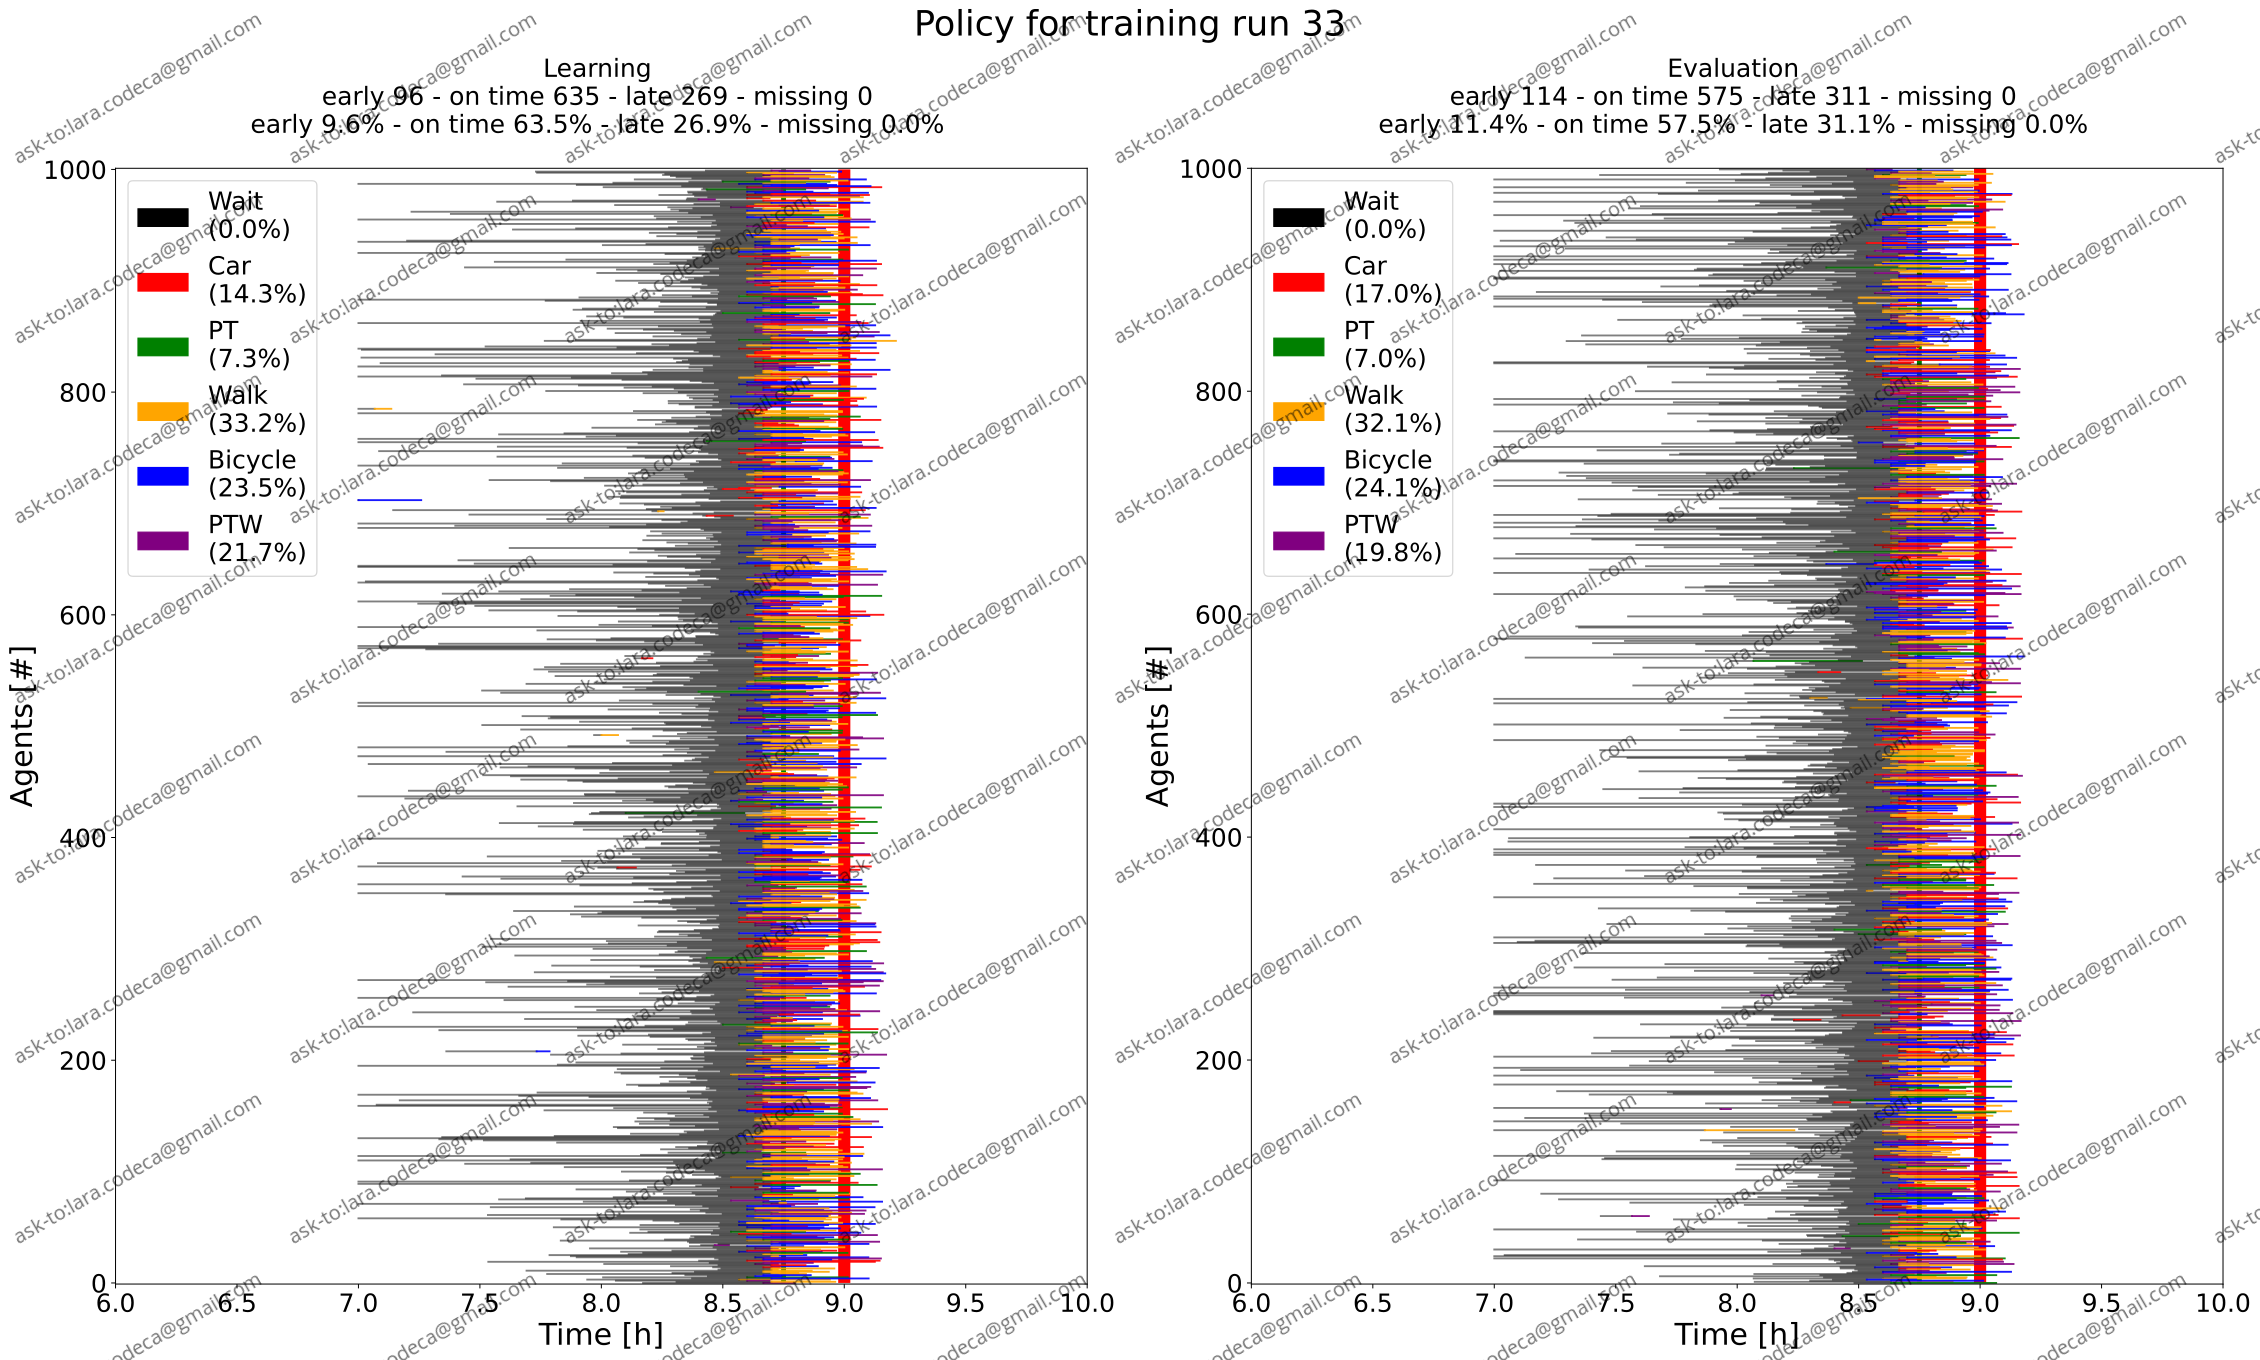 Policy for training run 33
Learning
early 96 - on time 635 - late 269 - missing 0
early 9.6% - on time 63.5% - late 26.9% - missing 0.0%
1000
800
600
400
200
0
Agents [#]
Wait
(0.0%)
Car
(14.3%)
PT
(7.3%)
Walk
(33.2%)
Bicycle
(23.5%)
PTW
(21.7%)
6.0 6.5 7.0 7.5 8.0 8.5 9.0 9.5 10.0
Time [h]
Evaluation
early 114 - on time 575 - late 311 - missing 0
early 11.4% - on time 57.5% - late 31.1% - missing 0.0%
1000
800
600
400
200
0
Agents [#]
Wait
(0.0%)
Car
(17.0%)
PT
(7.0%)
Walk
(32.1%)
Bicycle
(24.1%)
PTW
(19.8%)
6.0 6.5 7.0 7.5 8.0 8.5 9.0 9.5 10.0
Time [h]
ask-to:lara.codeca@gmail.com